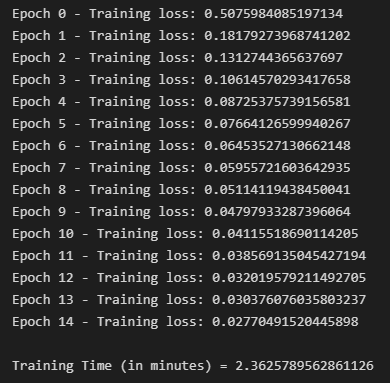 Epoch 0 - Training loss: 0.5075984085197134
Epoch 1 - Training loss: 0.18179273968741202
Epoch 2 - Training loss: 0.1312744365637697
Epoch 3 - Training loss: 0.10614570293417658
Epoch 4 - Training loss: 0.08725375739156581
Epoch 5 - Training loss: 0.07664126599940267
Epoch 6 - Training loss: 0.06453527130662148
Epoch 7 - Training loss: 0.05955721603642935
Epoch 8 - Training loss: 0.05114119438450041
Epoch 9 - Training loss: 0.04797933287396064
Epoch 10 - Training loss: 0.04115518690114205
Epoch 11 - Training loss: 0.038569135045427194
Epoch 12 - Training loss: 0.032019579211492705
Epoch 13 - Training loss: 0.030376076035803237
Epoch 14 - Training loss: 0.02770491520445898
Training Time (in minutes) = 2.3625789562861126